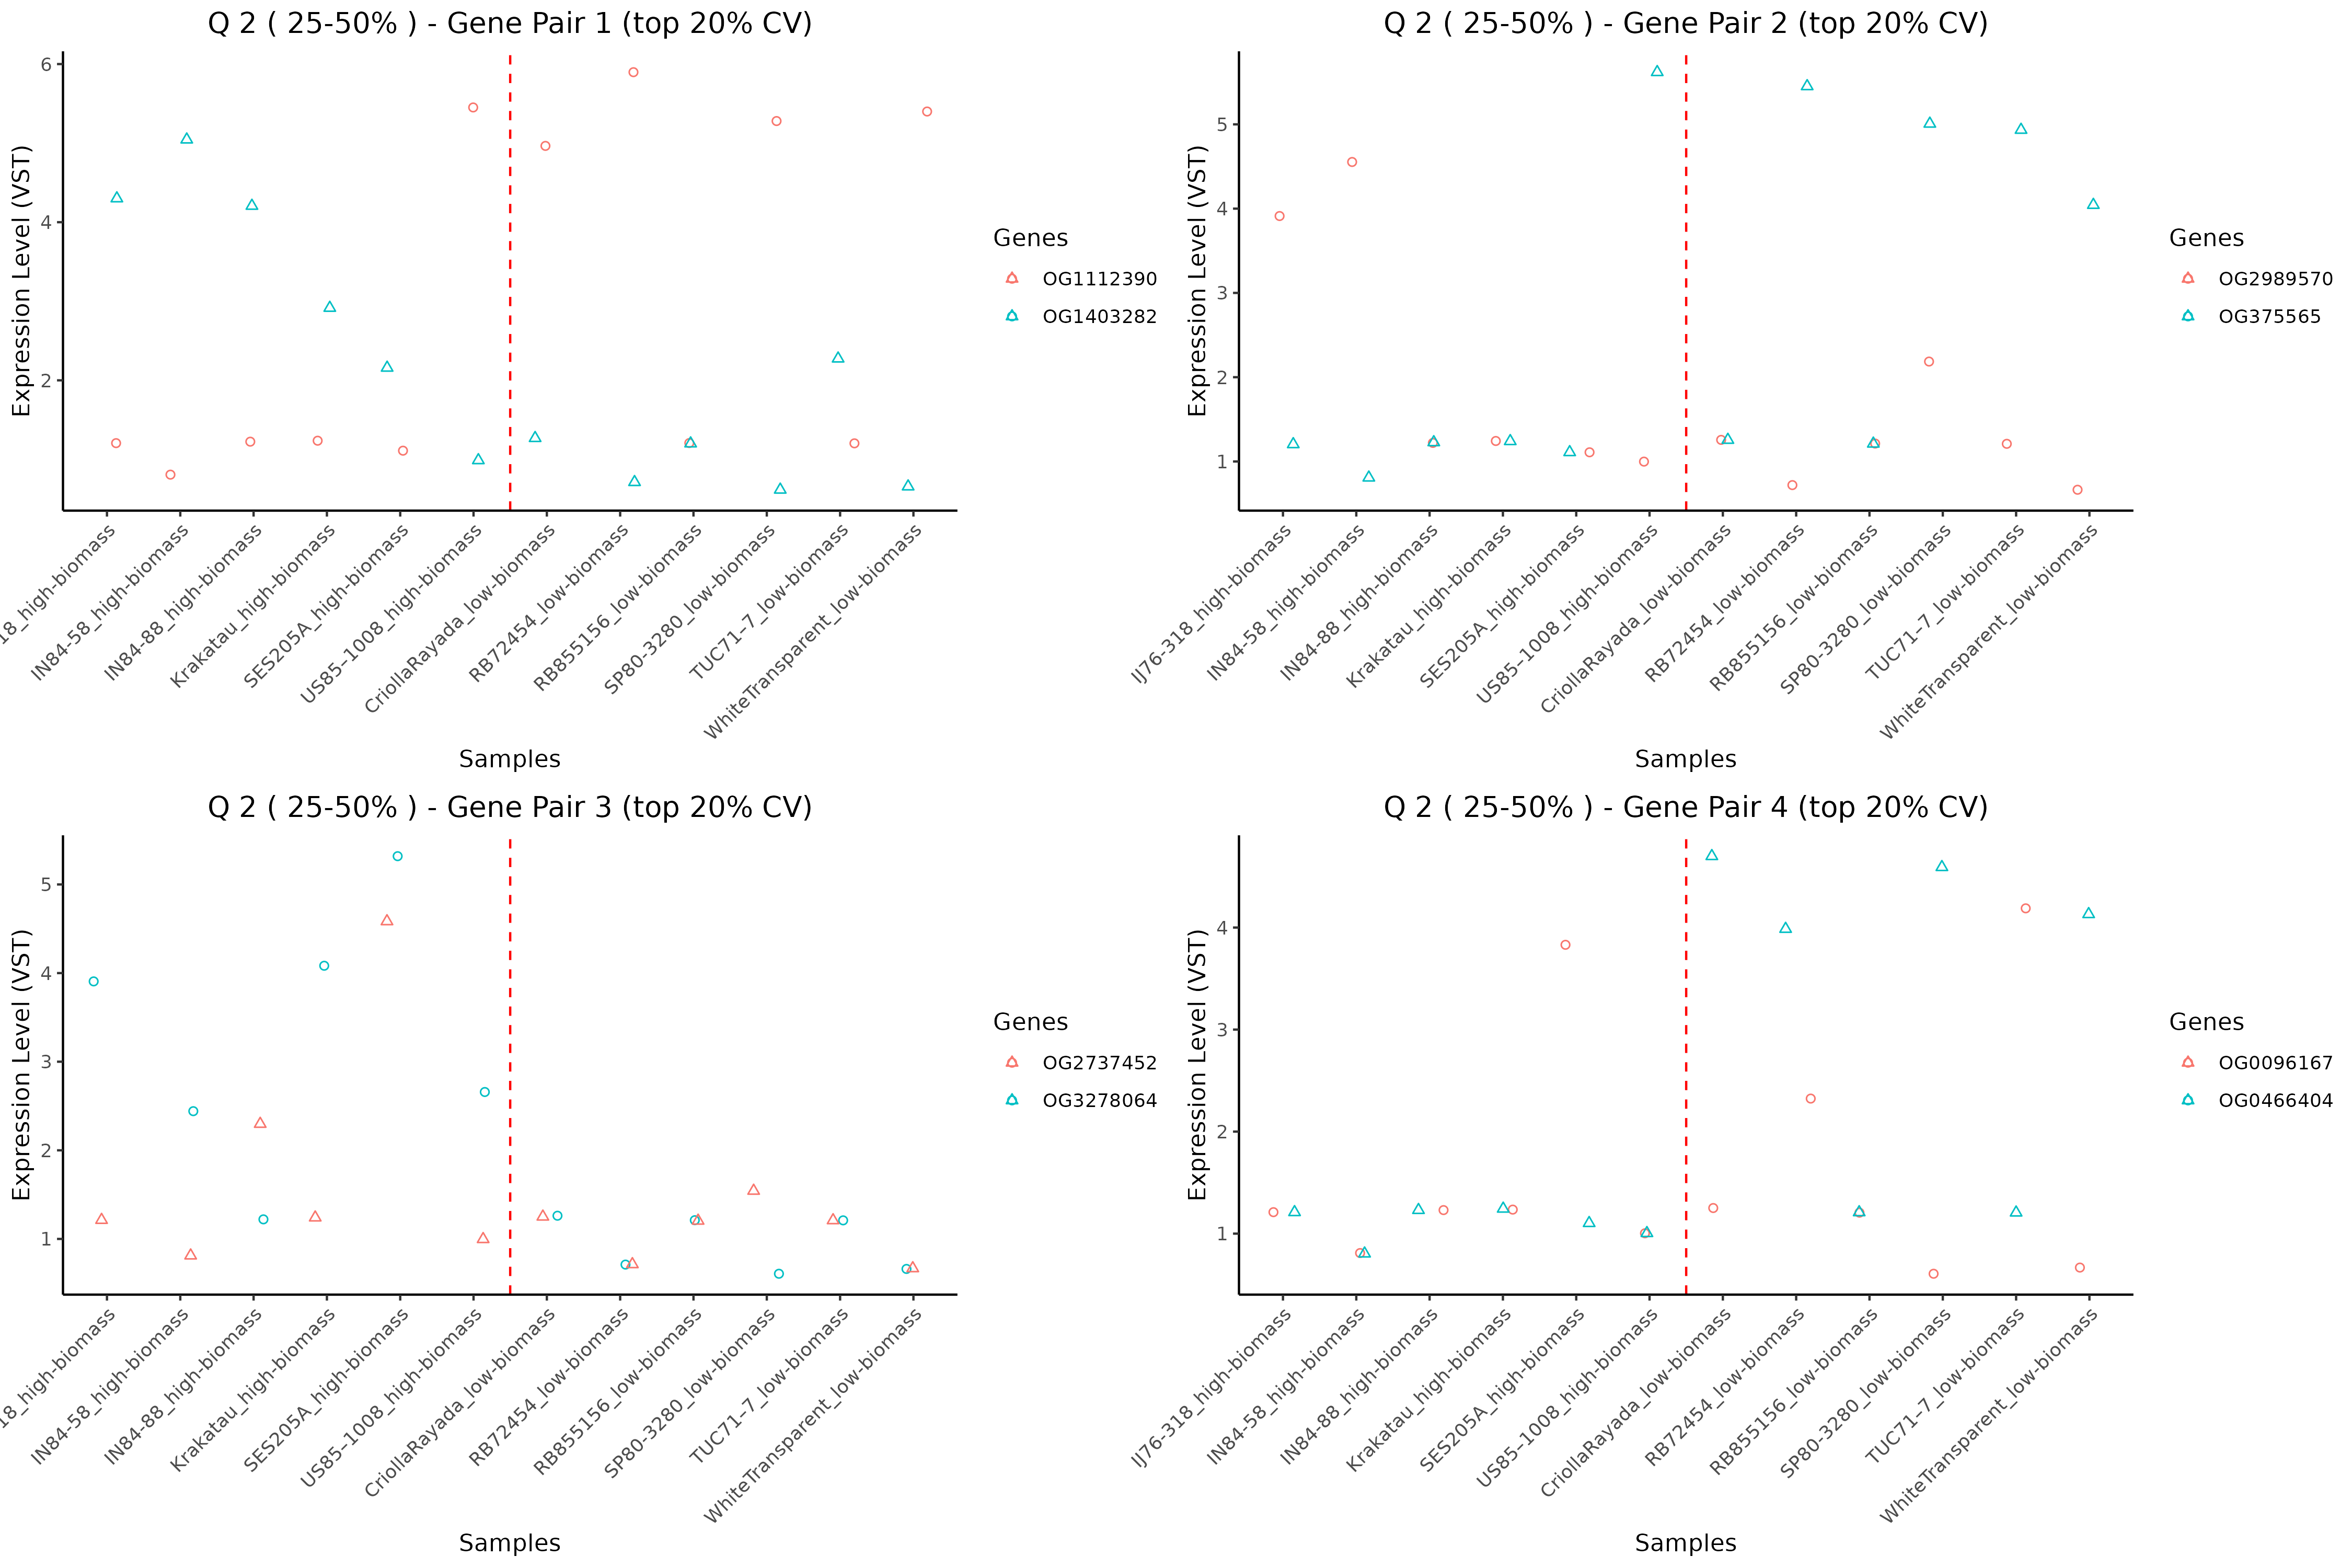 Q 2 ( 25-50% ) - Gene Pair 1 (top 20% CV)
Expression Level (VST)
6
4
2
18_high-biomass
IN84-58_high-biomass
IN84-88_high-biomass
Krakatau_high-biomass
SES205A_high-biomass
US85-1008_high-biomass
CriollaRayada_low-biomass
RB72454_low-biomass
RB855156_low-biomass
SP80-3280_low-biomass
TUC71-7_low-biomass
WhiteTransparent_low-biomass
Samples
Genes
OG1112390
OG1403282
Q 2 ( 25-50% ) - Gene Pair 2 (top 20% CV)
Expression Level (VST)
5
4
3
2
1
IJ76-318_high-biomass
IN84-58_high-biomass
IN84-88_high-biomass
Krakatau_high-biomass
SES205A_high-biomass
US85-1008_high-biomass
CriollaRayada_low-biomass
RB72454_low-biomass
RB855156_low-biomass
SP80-3280_low-biomass
TUC71-7_low-biomass
WhiteTransparent_low-biomass
Samples
Genes
OG2989570
OG375565
Q 2 ( 25-50% ) - Gene Pair 3 (top 20% CV)
Expression Level (VST)
5
4
3
2
1
18_high-biomass
IN84-58_high-biomass
IN84-88_high-biomass
Krakatau_high-biomass
SES205A_high-biomass
US85-1008_high-biomass
CriollaRayada_low-biomass
RB72454_low-biomass
RB855156_low-biomass
SP80-3280_low-biomass
TUC71-7_low-biomass
WhiteTransparent_low-biomass
Samples
Genes
OG2737452
OG3278064
Q 2 ( 25-50% ) - Gene Pair 4 (top 20% CV)
Expression Level (VST)
4
3
2
1
IJ76-318_high-biomass
IN84-58_high-biomass
IN84-88_high-biomass
Krakatau_high-biomass
SES205A_high-biomass
US85-1008_high-biomass
CriollaRayada_low-biomass
RB72454_low-biomass
RB855156_low-biomass
SP80-3280_low-biomass
TUC71-7_low-biomass
WhiteTransparent_low-biomass
Samples
Genes
OG0096167
OG0466404